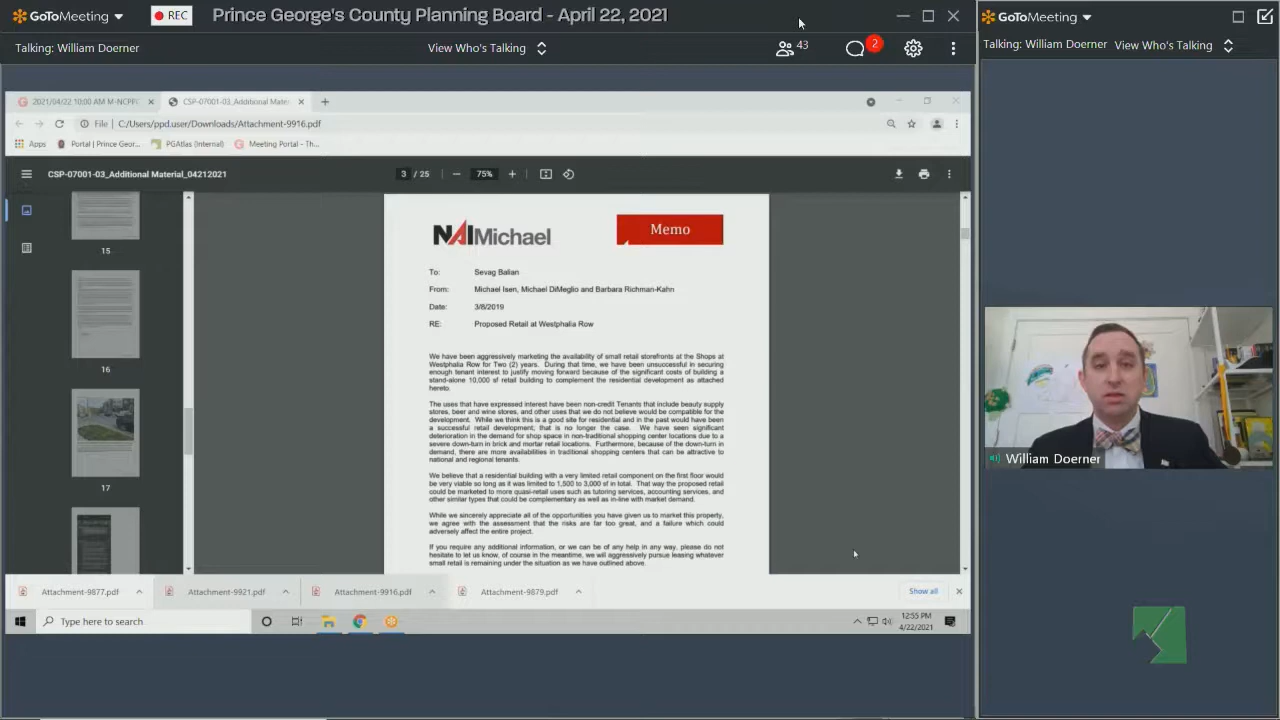 GoToMeeting
REC
Prince George's County Planning Board - April 22, 2021
Talking: William Doerner
View Who's Talking
43
2
GoToMeeting
Talking: William Doerner
View Who's Talking
2021/04/22 10:00 AM M-NCPPC
CSP-07001-03_Additional Mate
File
C:/Users/ppd.user/Downloads/Attachment-9916.pdf
Apps
Portal | Prince Geor...
PGAtlas (Internal)
Meeting Portal - Th...
CSP-07001-03_Additional Material_04212021
3 / 25
75%
15
16
17
NAI Michael
Memo
To: Sevag Balian
From: Michael Isen, Michael DiMeglio and Barbara Richman-Kahn
Date: 3/8/2019
RE: Proposed Retail at Westphalia Row
We have been aggressively marketing the availability of small retail storefronts at the Shops at
Westphalia Row for Two (2) years. During that time, we have been unsuccessful in securing
enough tenant interest to justify moving forward because of the significant costs of building a
stand-alone 10,000 sf retail building to complement the residential development as attached
hereto.
The uses that have expressed interest have been non-credit Tenants that include beauty supply
stores, beer and wine stores, and other uses that we do not believe would be compatible for the
development. While we think this is a good site for residential and in the past would have been
a successful retail development, that is no longer the case. We have been significant
deterioration in the demand for shop space in non-traditional shopping center locations due to a
severe down-turn in brick and mortar retail locations. Furthermore, because of the down-turn in
demand, there are more availabilities in traditional shopping centers that can be attractive to
national and regional tenants.
We believe that a residential building with a very limited retail component on the first floor would
be very viable so long as it was limited to 1,500 to 3,000 sf in total. That way the proposed retail
could be marketed to more quasi-retail uses such as tutoring services, accounting services, and
other similar types that could be complementary as well as in-line with market demand.
While we sincerely appreciate all of the opportunities you have given us to market this property,
we agree with the assessment that the risks are far too great, and a failure which could
adversely affect the entire project.
If you require any additional information, or we can be of any help in any way, please do not
hesitate to let us know, of course in the meantime, we will aggressively pursue leasing whatever
small retail is remaining under the situation as we have outlined above.
William Doerner
Attachment-9877.pdf
Attachment-9921.pdf
Attachment-9916.pdf
Attachment-9879.pdf
Show all
Type here to search
12:55 PM
4/22/2021